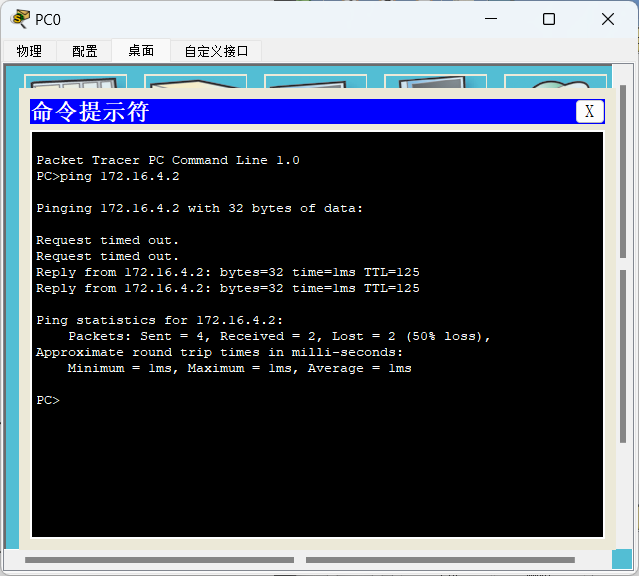 PC0
物理 配置 桌面 自定义接口
命令提示符
X
Packet Tracer PC Command Line 1.0
PC>ping 172.16.4.2
Pinging 172.16.4.2 with 32 bytes of data:
Request timed out.
Request timed out.
Reply from 172.16.4.2: bytes=32 time=1ms TTL=125
Reply from 172.16.4.2: bytes=32 time=1ms TTL=125
Ping statistics for 172.16.4.2:
Packets: Sent = 4, Received = 2, Lost = 2 (50% loss),
Approximate round trip times in milli-seconds:
Minimum = 1ms, Maximum = 1ms, Average = 1ms
PC>